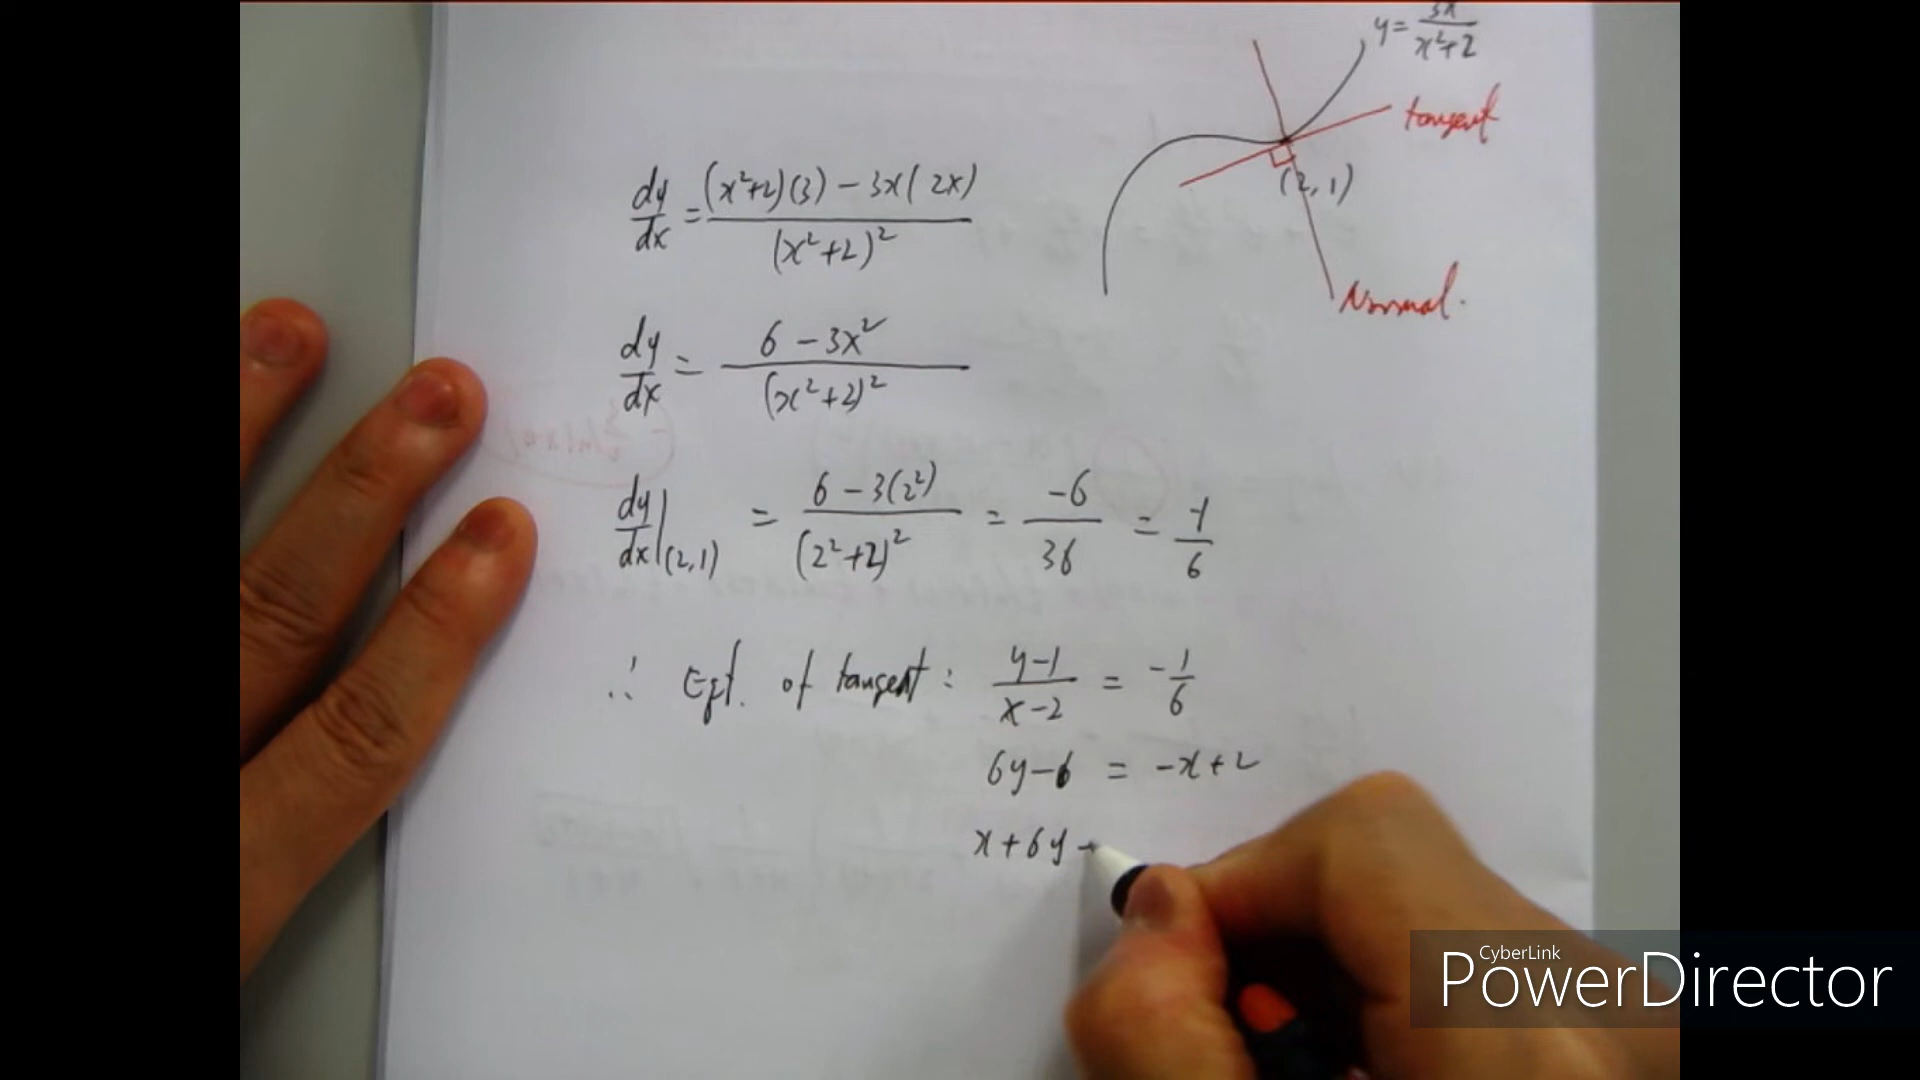 y = 3x / x²+2
tangent
(2, 1)
Normal.
dy/dx = (x²+2)(3) - 3x(2x) / (x²+2)²
dy/dx = 6 - 3x² / (x²+2)²
dy/dx |(2,1) = 6 - 3(2²) / (2²+2)² = -6/36 = -1/6
∴ Eqt. of tangent : y-1 / x-2 = -1/6
6y-6 = -x+2
x+6y -
CyberLink
PowerDirector